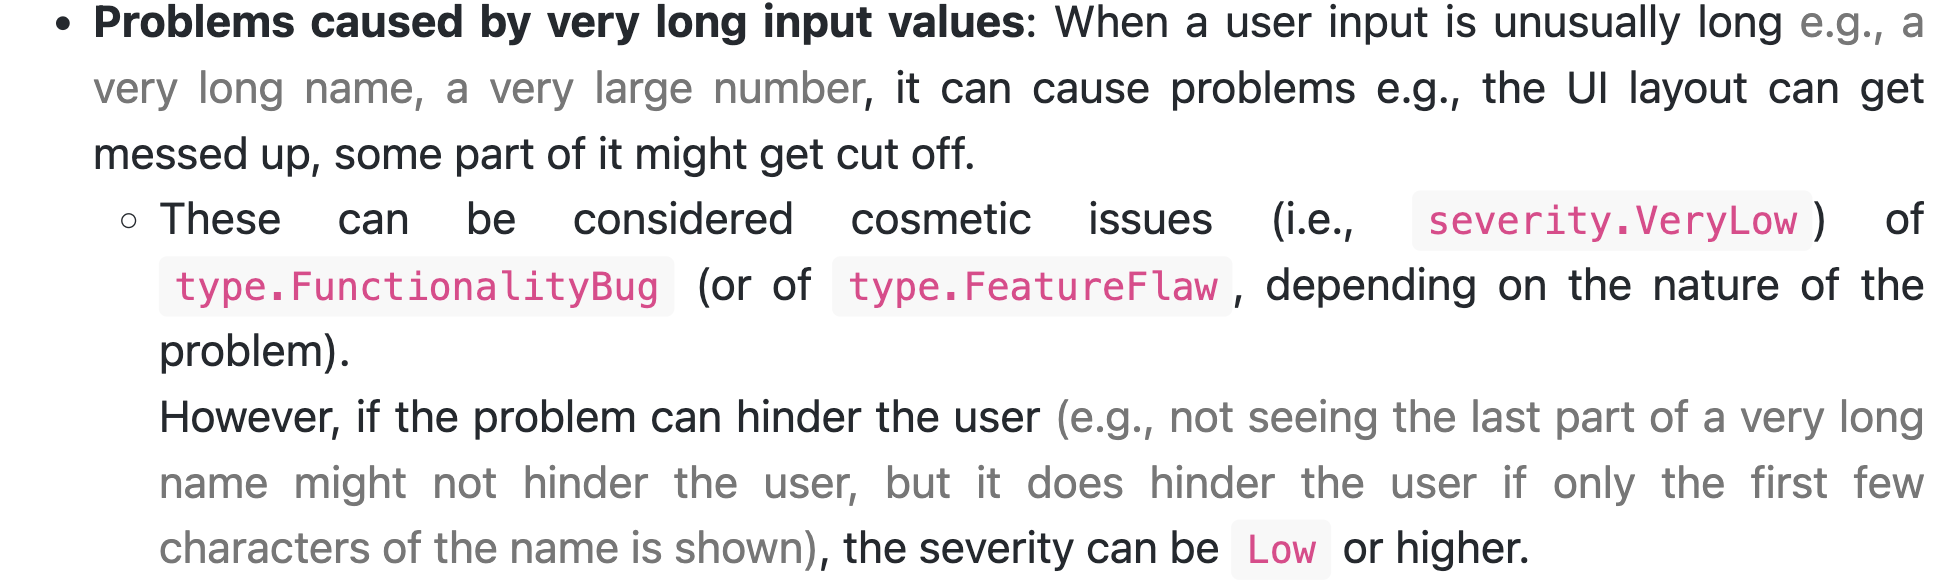 • Problems caused by very long input values: When a user input is unusually long e.g., a
very long name, a very large number, it can cause problems e.g., the UI layout can get
messed up, some part of it might get cut off.
○ These can be considered cosmetic issues (i.e., severity.VeryLow) of
type.FunctionalityBug (or of type.FeatureFlaw, depending on the nature of the
problem).
However, if the problem can hinder the user (e.g., not seeing the last part of a very long
name might not hinder the user, but it does hinder the user if only the first few
characters of the name is shown), the severity can be Low or higher.